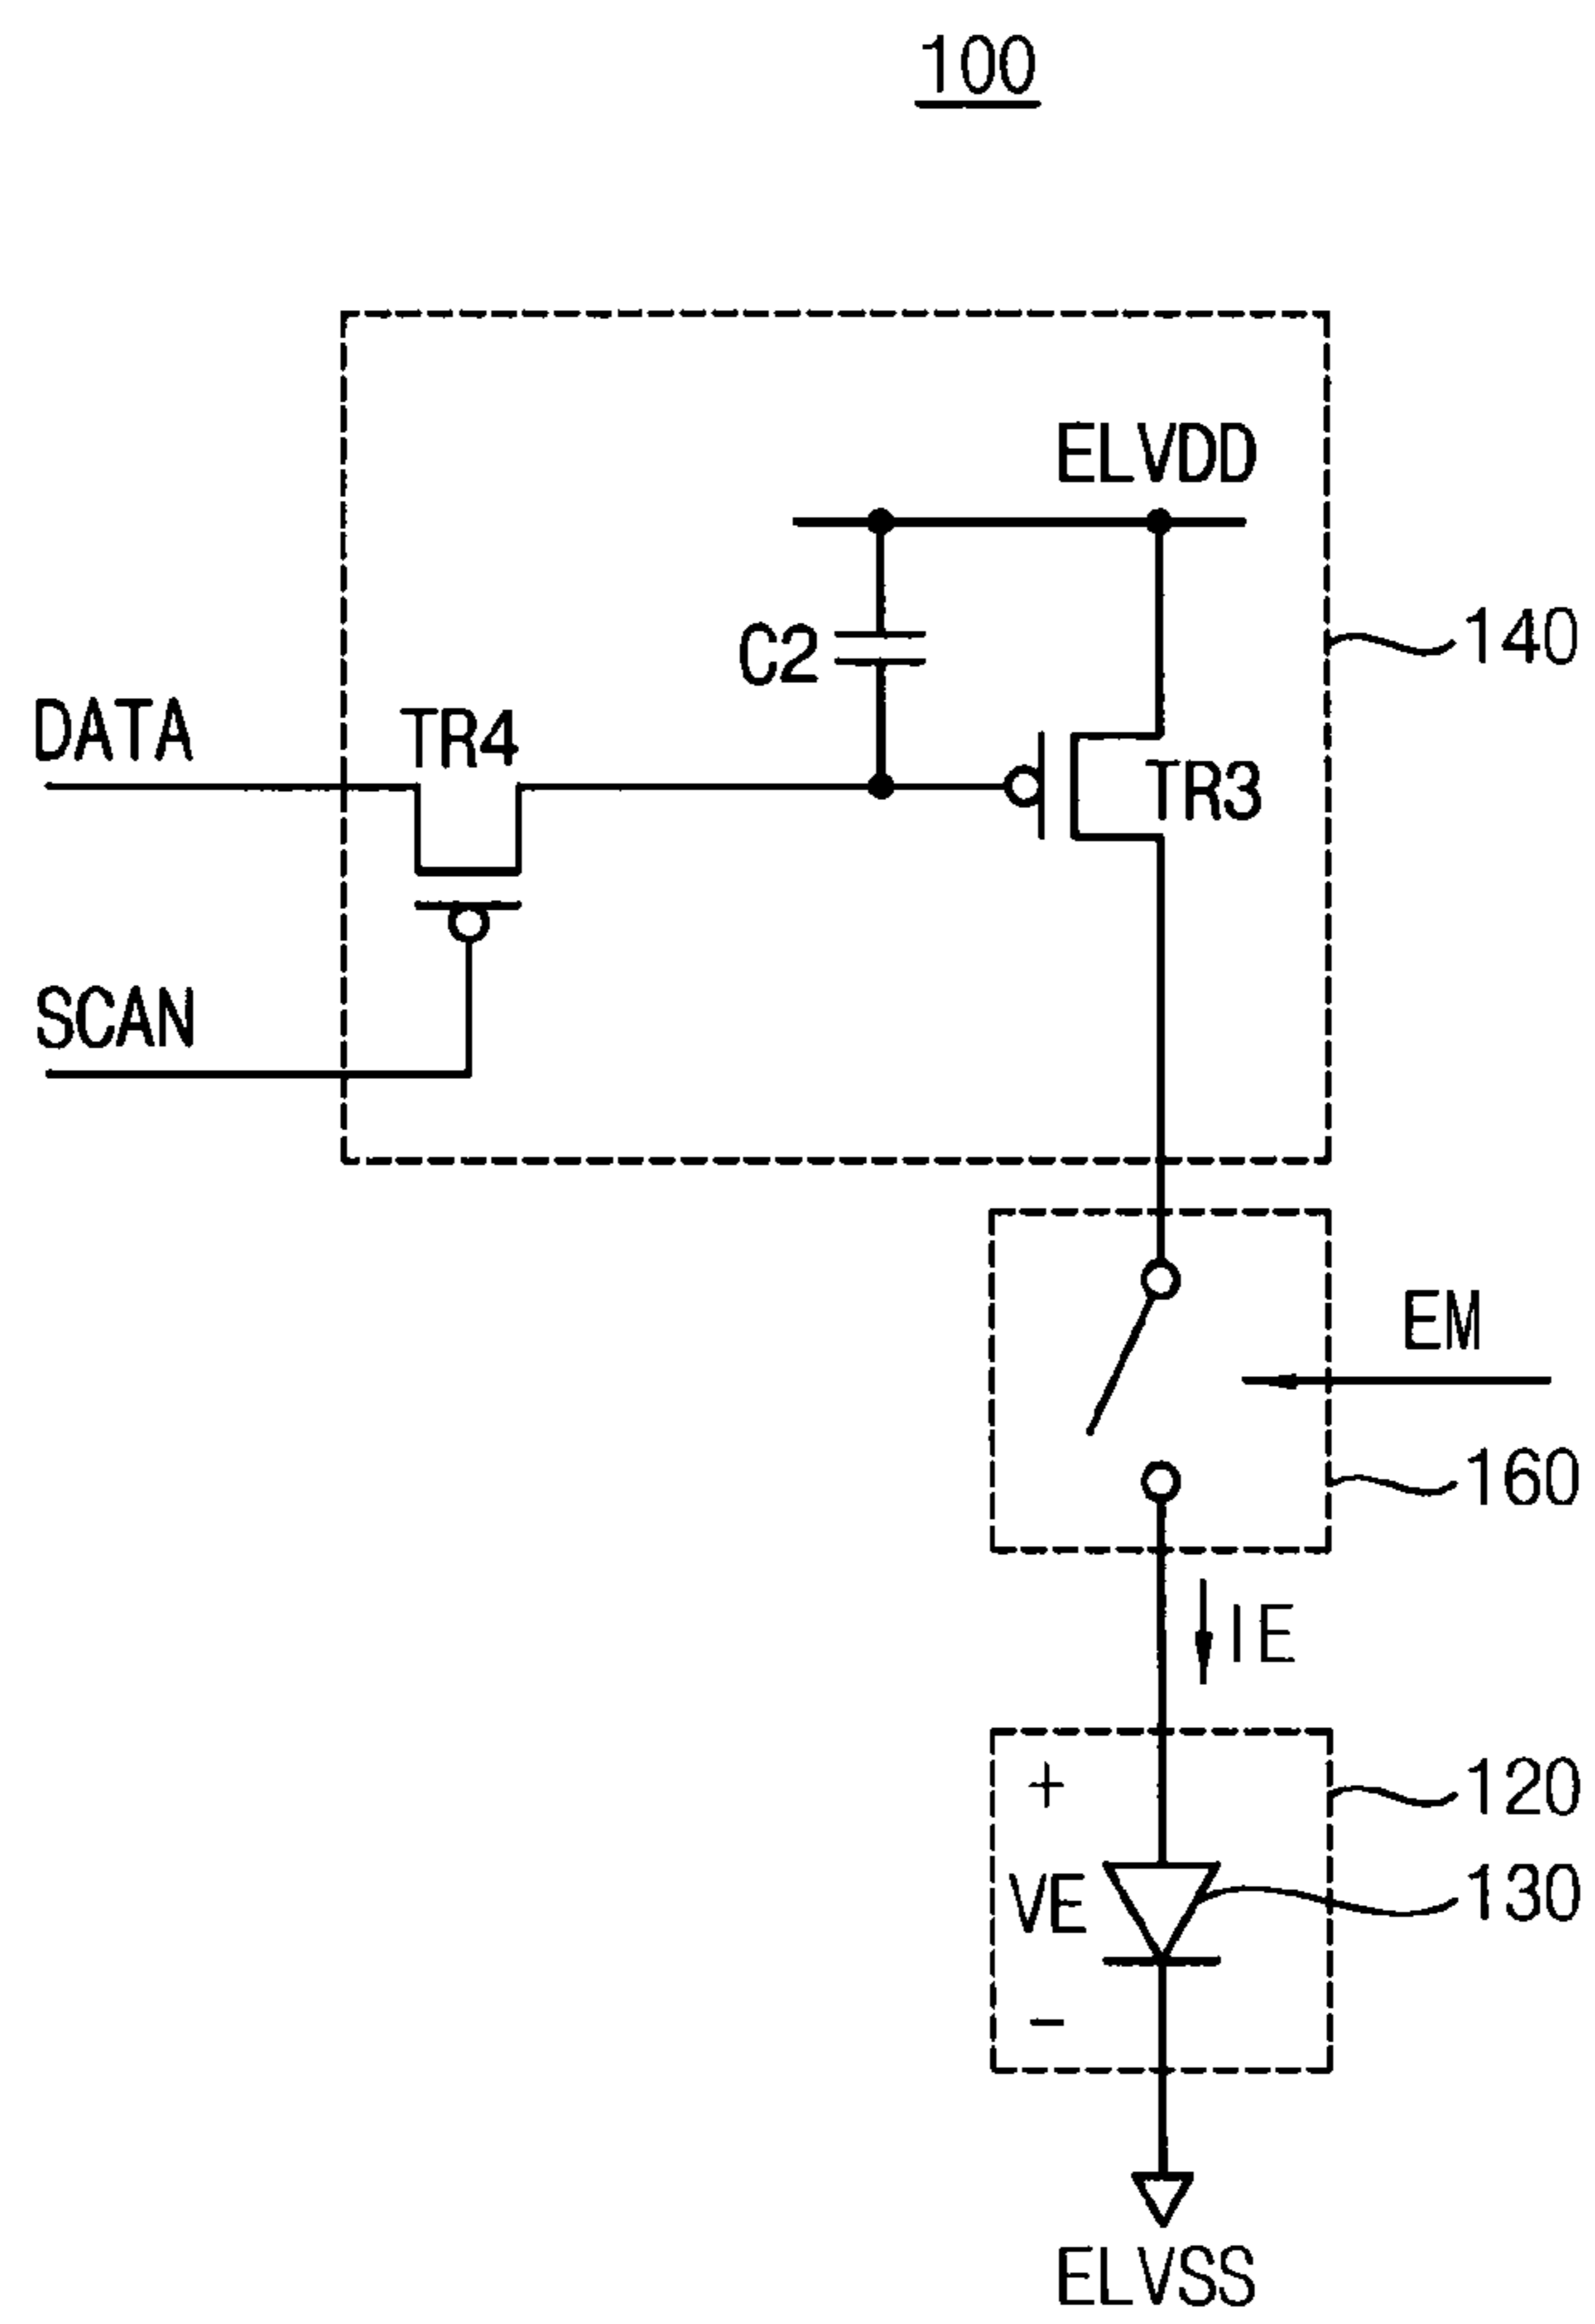 100
ELVDD
140
C2
DATA
TR4
TR3
SCAN
EM
160
IE
+
120
VE
130
-
ELVSS